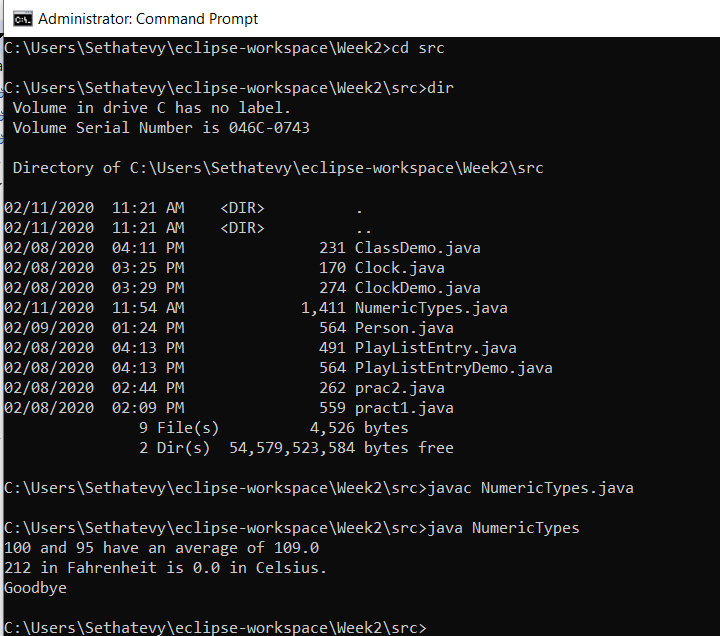 Administrator: Command Prompt
C:\Users\Sethatevy\eclipse-workspace\Week2>cd src
C:\Users\Sethatevy\eclipse-workspace\Week2\src>dir
 Volume in drive C has no label.
 Volume Serial Number is 046C-0743
 Directory of C:\Users\Sethatevy\eclipse-workspace\Week2\src
02/11/2020  11:21 AM    <DIR>          .
02/11/2020  11:21 AM    <DIR>          ..
02/08/2020  04:11 PM               231 ClassDemo.java
02/08/2020  03:25 PM               170 Clock.java
02/08/2020  03:29 PM               274 ClockDemo.java
02/11/2020  11:54 AM             1,411 NumericTypes.java
02/09/2020  01:24 PM               564 Person.java
02/08/2020  04:13 PM               491 PlayListEntry.java
02/08/2020  04:13 PM               564 PlayListEntryDemo.java
02/08/2020  02:44 PM               262 prac2.java
02/08/2020  02:09 PM               559 pract1.java
               9 File(s)          4,526 bytes
               2 Dir(s)  54,579,523,584 bytes free
C:\Users\Sethatevy\eclipse-workspace\Week2\src>javac NumericTypes.java
C:\Users\Sethatevy\eclipse-workspace\Week2\src>java NumericTypes
100 and 95 have an average of 109.0
212 in Fahrenheit is 0.0 in Celsius.
Goodbye
C:\Users\Sethatevy\eclipse-workspace\Week2\src>